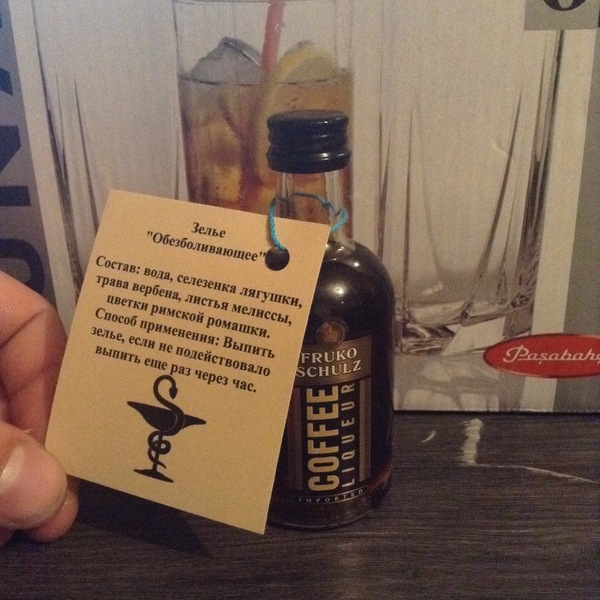 Зелье
"Обезболивающее"
Состав: вода, селезенка лягушки,
трава вербена, листья мелиссы,
цветки римской ромашки.
Способ применения: Выпить
зелье, если не подействовало
выпить еще раз через час.
FRUKO
SCHULZ
COFFEE
LIQUEUR
IMPORTED
Paşabahç